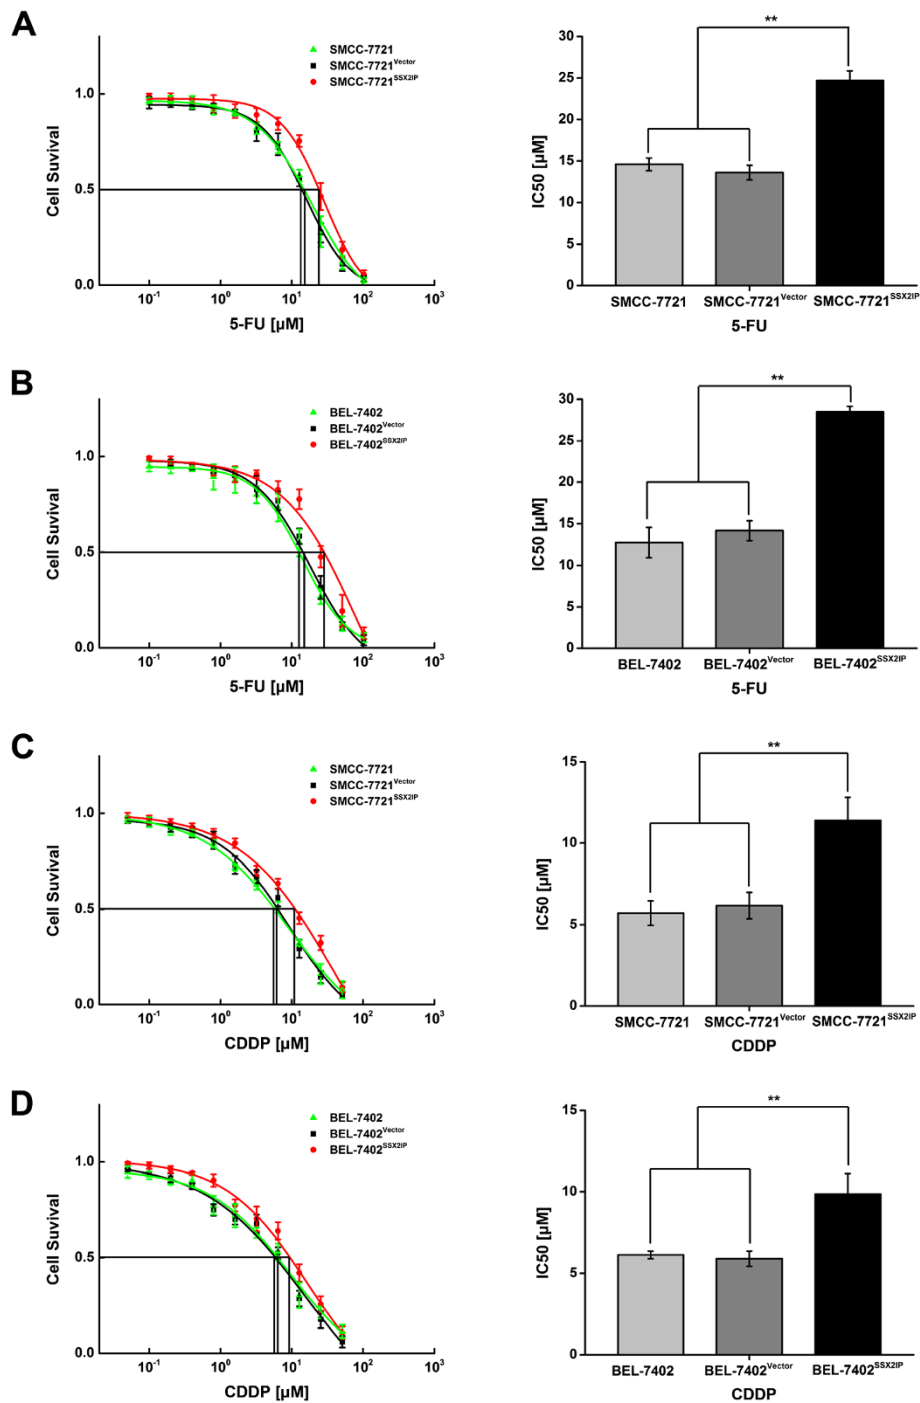 A
1.0
0.5
0.0
Cell Suvival
SMCC-7721
SMCC-7721Vector
SMCC-7721SSX2IP
10-1 100 101 102 103
5-FU [µM]
**
30
25
20
15
10
5
0
IC50 [µM]
SMCC-7721 SMCC-7721Vector SMCC-7721SSX2IP
5-FU
B
1.0
0.5
0.0
Cell Suvival
BEL-7402
BEL-7402Vector
BEL-7402SSX2IP
10-1 100 101 102 103
5-FU [µM]
**
30
25
20
15
10
5
0
IC50 [µM]
BEL-7402 BEL-7402Vector BEL-7402SSX2IP
5-FU
C
1.0
0.5
0.0
Cell Suvival
SMCC-7721
SMCC-7721Vector
SMCC-7721SSX2IP
10-1 100 101 102 103
CDDP [µM]
**
15
10
5
0
IC50 [µM]
SMCC-7721 SMCC-7721Vector SMCC-7721SSX2IP
CDDP
D
1.0
0.5
0.0
Cell Suvival
BEL-7402
BEL-7402Vector
BEL-7402SSX2IP
10-1 100 101 102 103
CDDP [µM]
**
15
10
5
0
IC50 [µM]
BEL-7402 BEL-7402Vector BEL-7402SSX2IP
CDDP